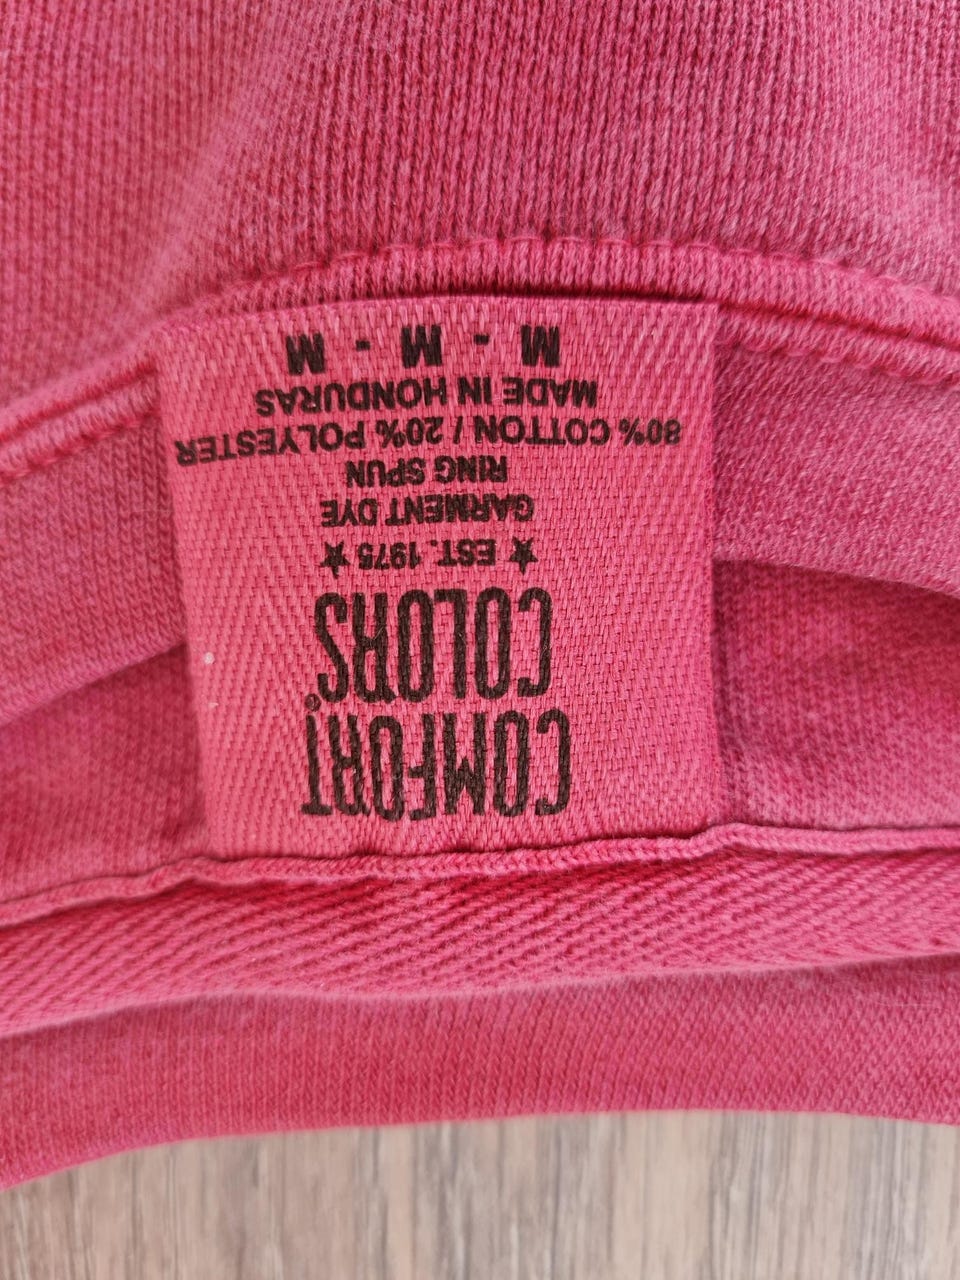 COMFORT
COLORS®
★ EST. 1975 ★
GARMENT DYE
RING SPUN
80% COTTON / 20% POLYESTER
MADE IN HONDURAS
M - M - M